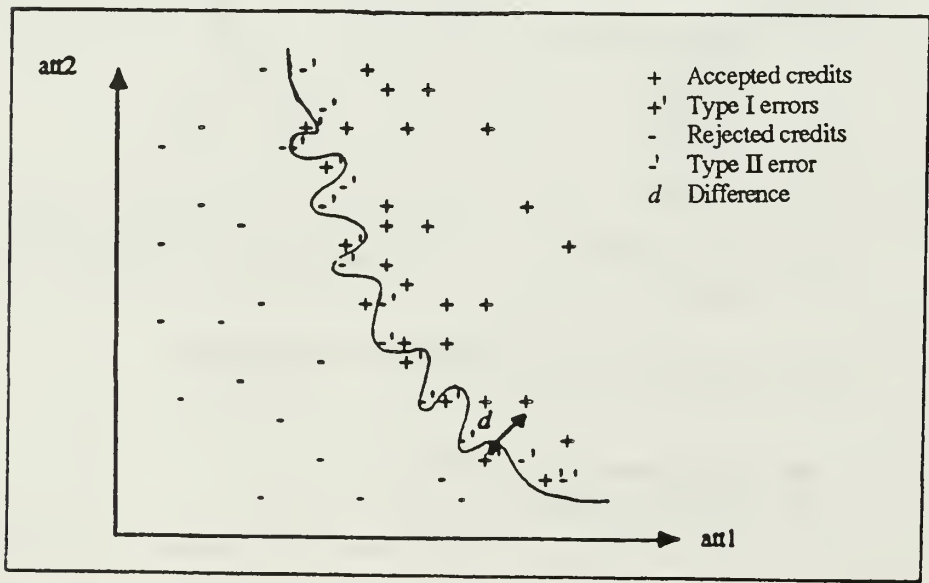 att2
+ Accepted credits
+' Type I errors
- Rejected credits
-' Type II error
d Difference
d
att1